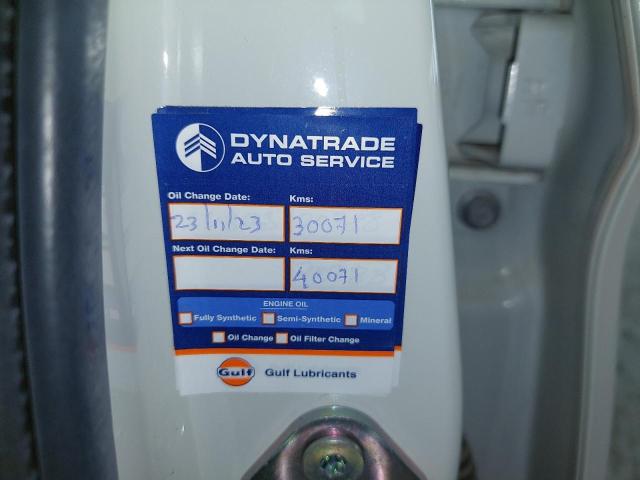 DYNATRADE
AUTO SERVICE
Oil Change Date: Kms:
23/11/23 30071
Next Oil Change Date: Kms:
40071
ENGINE OIL
Fully Synthetic Semi-Synthetic Mineral
Oil Change Oil Filter Change
Gulf Gulf Lubricants